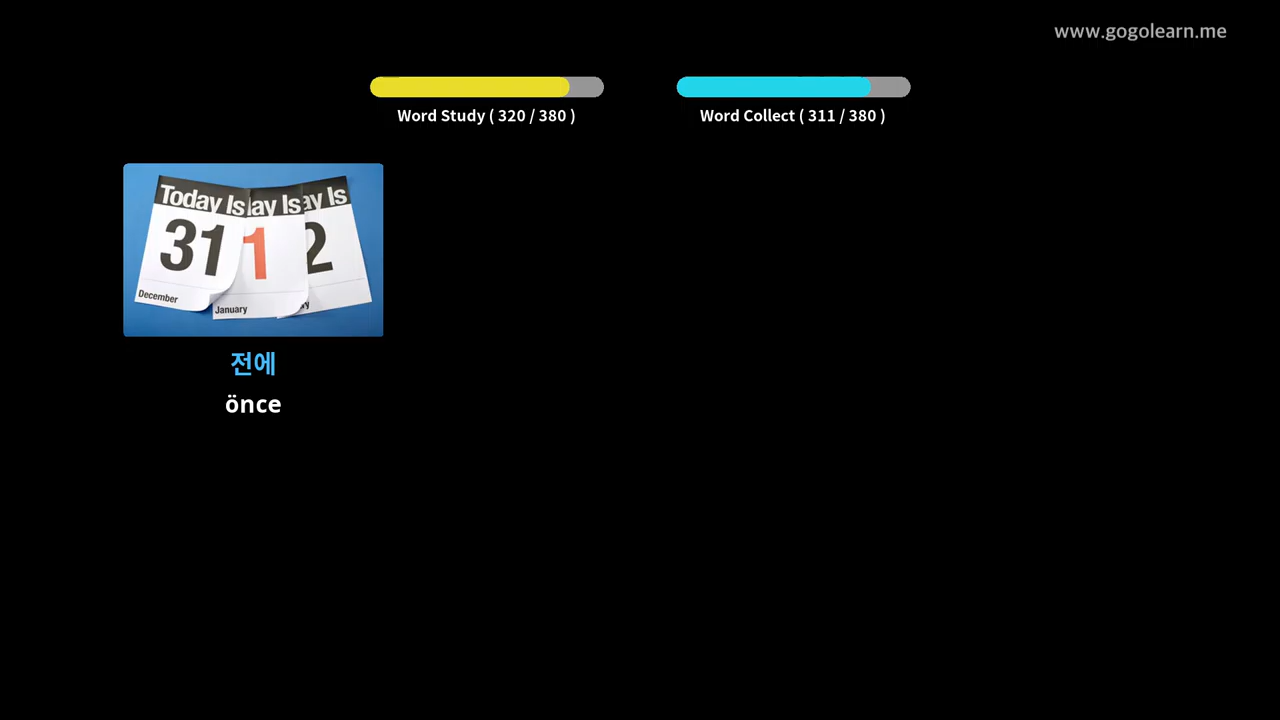 www.gogolearn.me
Word Study ( 320 / 380 )
Word Collect ( 311 / 380 )
Today Is
ay Is
ay Is
31
1
2
December
January
ry
전에
önce